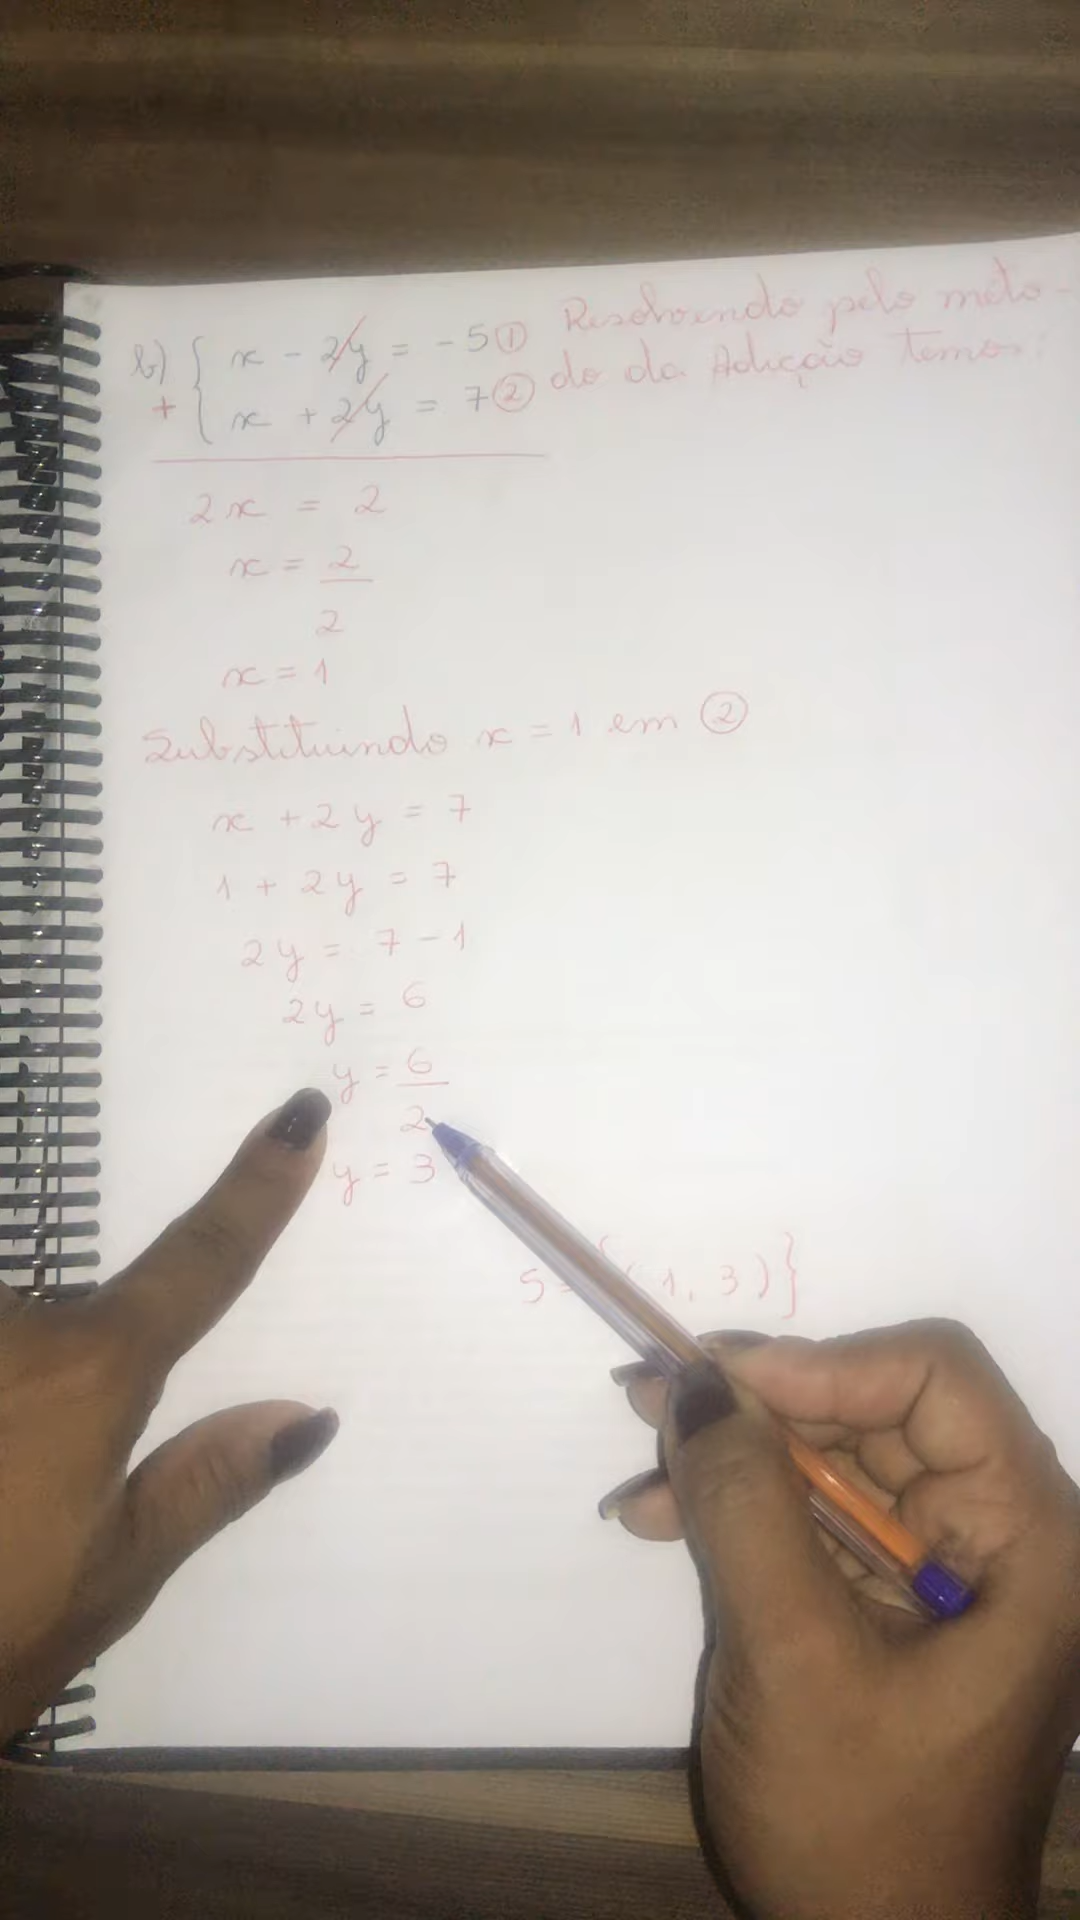 b) { x - 2y = -5 ① Resolvendo pelo méto-
+ { x + 2y = 7 ② do da Adição temos:
2x = 2
x = 2
2
x = 1
Substituindo x = 1 em ②
x + 2y = 7
1 + 2y = 7
2y = 7 - 1
2y = 6
y = 6
2
y = 3
S = {(1, 3)}